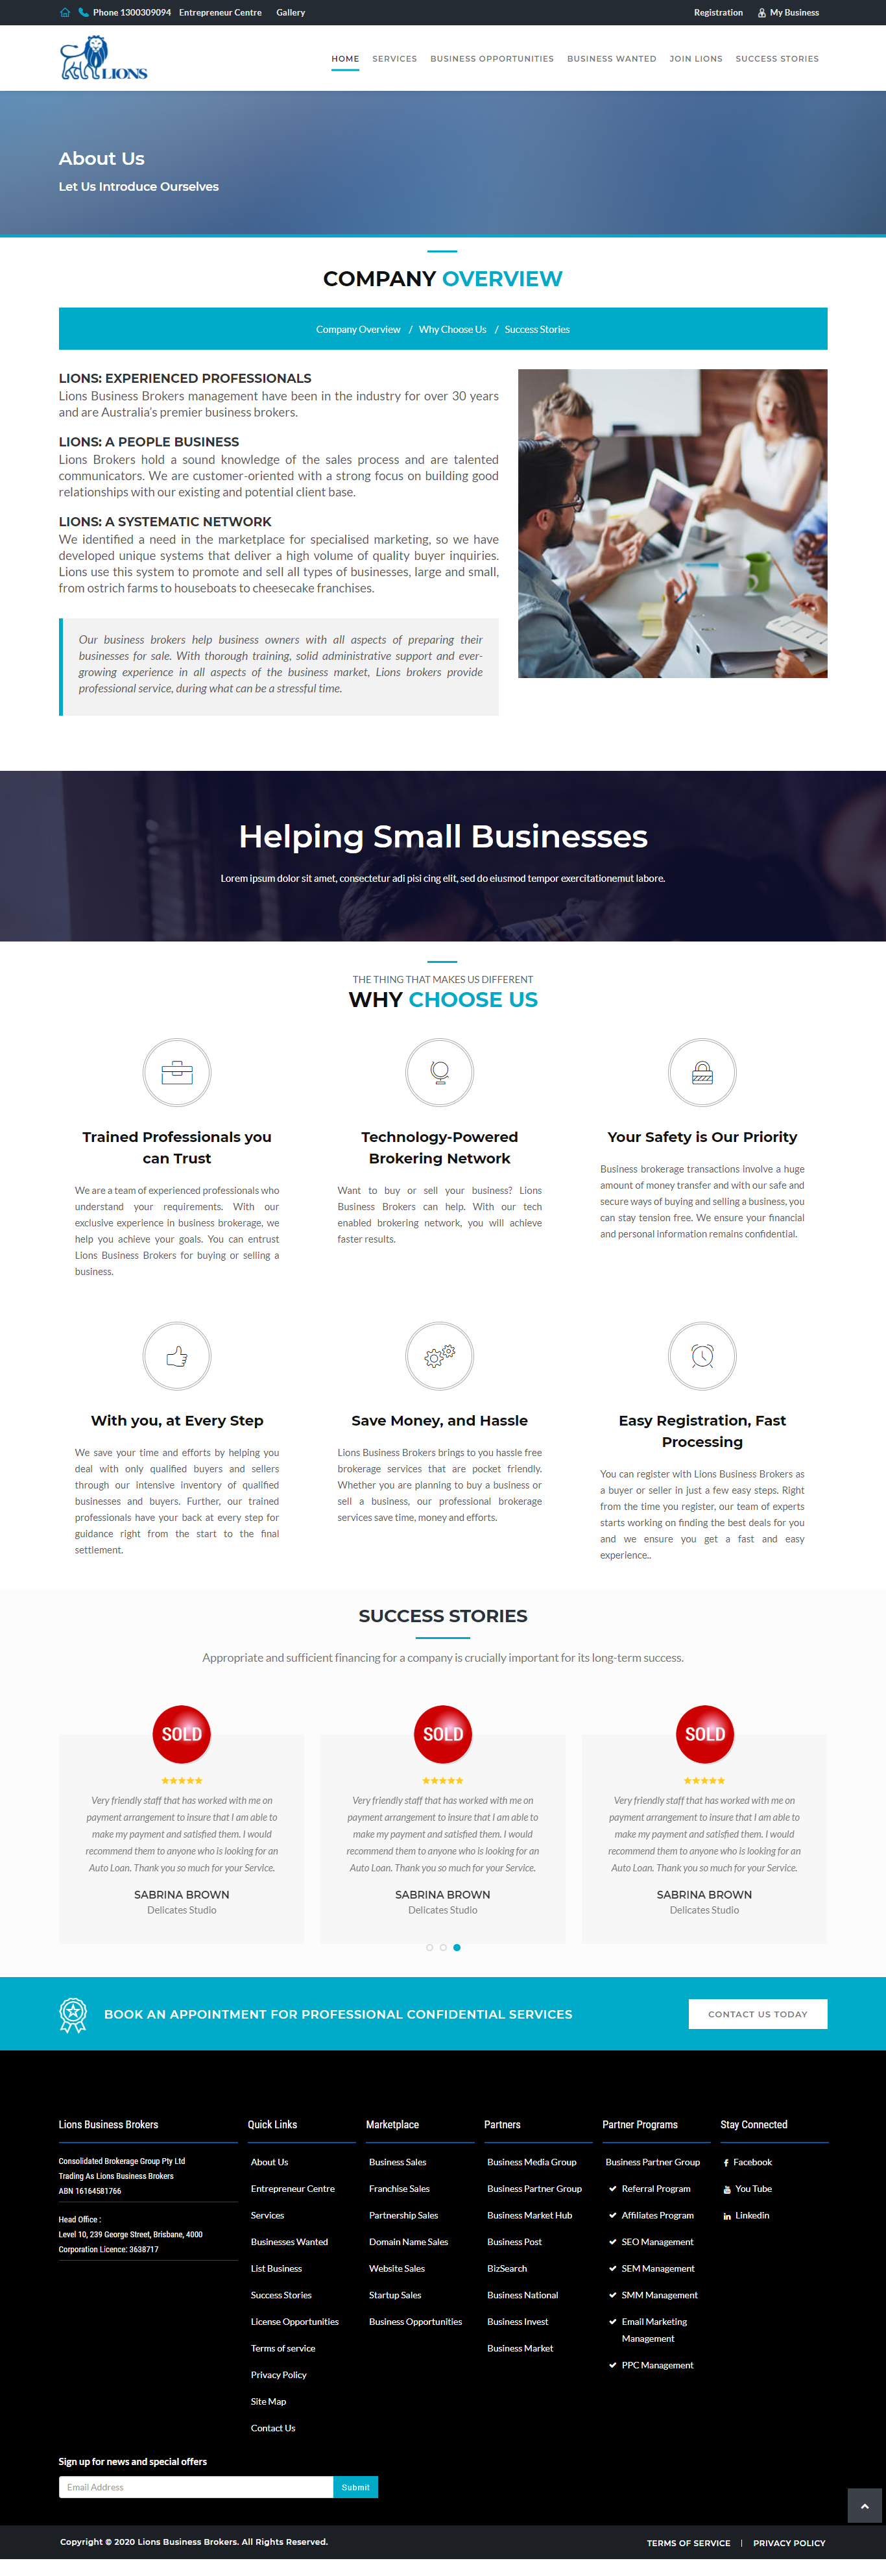 Phone 1300309094 Entrepreneur Centre Gallery Registration My Business
LIONS
HOME SERVICES BUSINESS OPPORTUNITIES BUSINESS WANTED JOIN LIONS SUCCESS STORIES
About Us
Let Us Introduce Ourselves
COMPANY OVERVIEW
Company Overview / Why Choose Us / Success Stories
LIONS: EXPERIENCED PROFESSIONALS
Lions Business Brokers management have been in the industry for over 30 years
and are Australia's premier business brokers.
LIONS: A PEOPLE BUSINESS
Lions Brokers hold a sound knowledge of the sales process and are talented
communicators. We are customer-oriented with a strong focus on building good
relationships with our existing and potential client base.
LIONS: A SYSTEMATIC NETWORK
We identified a need in the marketplace for specialised marketing, so we have
developed unique systems that deliver a high volume of quality buyer inquiries.
Lions use this system to promote and sell all types of businesses, large and small,
from ostrich farms to houseboats to cheesecake franchises.
Our business brokers help business owners with all aspects of preparing their
businesses for sale. With thorough training, solid administrative support and ever-
growing experience in all aspects of the business market, Lions brokers provide
professional service, during what can be a stressful time.
Helping Small Businesses
Lorem ipsum dolor sit amet, consectetur adi pisi cing elit, sed do eiusmod tempor exercitationemut labore.
THE THING THAT MAKES US DIFFERENT
WHY CHOOSE US
Trained Professionals you
can Trust
We are a team of experienced professionals who
understand your requirements. With our
exclusive experience in business brokerage, we
help you achieve your goals. You can entrust
Lions Business Brokers for buying or selling a
business.
Technology-Powered
Brokering Network
Want to buy or sell your business? Lions
Business Brokers can help. With our tech
enabled brokering network, you will achieve
faster results.
Your Safety is Our Priority
Business brokerage transactions involve a huge
amount of money transfer and with our safe and
secure ways of buying and selling a business, you
can stay tension free. We ensure your financial
and personal information remains confidential.
With you, at Every Step
We save your time and efforts by helping you
deal with only qualified buyers and sellers
through our intensive inventory of qualified
businesses and buyers. Further, our trained
professionals have your back at every step for
guidance right from the start to the final
settlement.
Save Money, and Hassle
Lions Business Brokers brings to you hassle free
brokerage services that are pocket friendly.
Whether you are planning to buy a business or
sell a business, our professional brokerage
services save time, money and efforts.
Easy Registration, Fast
Processing
You can register with Lions Business Brokers as
a buyer or seller in just a few easy steps. Right
from the time you register, our team of experts
starts working on finding the best deals for you
and we ensure you get a fast and easy
experience..
SUCCESS STORIES
Appropriate and sufficient financing for a company is crucially important for its long-term success.
SOLD
Very friendly staff that has worked with me on
payment arrangement to insure that I am able to
make my payment and satisfied them. I would
recommend them to anyone who is looking for an
Auto Loan. Thank you so much for your Service.
SABRINA BROWN
Delicates Studio
SOLD
Very friendly staff that has worked with me on
payment arrangement to insure that I am able to
make my payment and satisfied them. I would
recommend them to anyone who is looking for an
Auto Loan. Thank you so much for your Service.
SABRINA BROWN
Delicates Studio
SOLD
Very friendly staff that has worked with me on
payment arrangement to insure that I am able to
make my payment and satisfied them. I would
recommend them to anyone who is looking for an
Auto Loan. Thank you so much for your Service.
SABRINA BROWN
Delicates Studio
BOOK AN APPOINTMENT FOR PROFESSIONAL CONFIDENTIAL SERVICES
CONTACT US TODAY
Lions Business Brokers
Consolidated Brokerage Group Pty Ltd
Trading As Lions Business Brokers
ABN 16164581766
Head Office :
Level 10, 239 George Street, Brisbane, 4000
Corporation Licence: 3638717
Quick Links
About Us
Entrepreneur Centre
Services
Businesses Wanted
List Business
Success Stories
License Opportunities
Terms of service
Privacy Policy
Site Map
Contact Us
Marketplace
Business Sales
Franchise Sales
Partnership Sales
Domain Name Sales
Website Sales
Startup Sales
Business Opportunities
Partners
Business Media Group
Business Partner Group
Business Market Hub
Business Post
BizSearch
Business National
Business Invest
Business Market
Partner Programs
Business Partner Group
Referral Program
Affiliates Program
SEO Management
SEM Management
SMM Management
Email Marketing
Management
PPC Management
Stay Connected
Facebook
You Tube
Linkedin
Sign up for news and special offers
Email Address
Submit
Copyright © 2020 Lions Business Brokers. All Rights Reserved.
TERMS OF SERVICE | PRIVACY POLICY